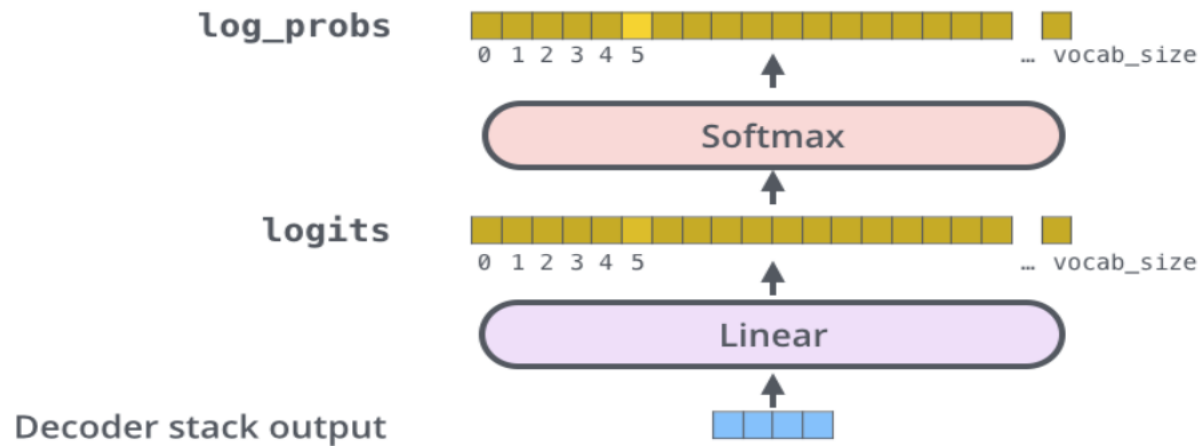 log_probs
0 1 2 3 4 5 … vocab_size
Softmax
logits
0 1 2 3 4 5 … vocab_size
Linear
Decoder stack output